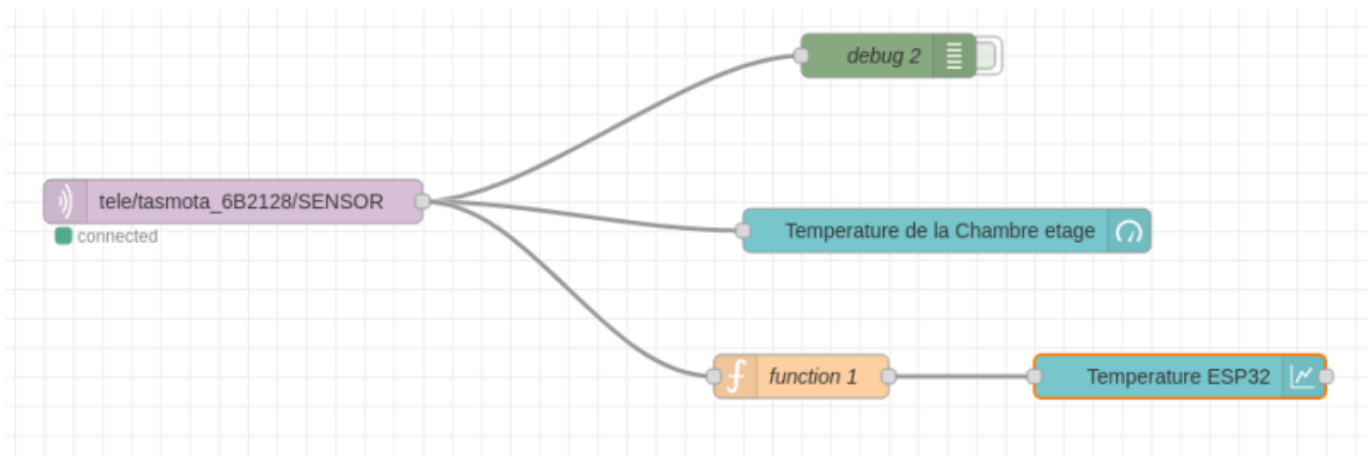 debug 2
tele/tasmota_6B2128/SENSOR
connected
Temperature de la Chambre etage
function 1
Temperature ESP32